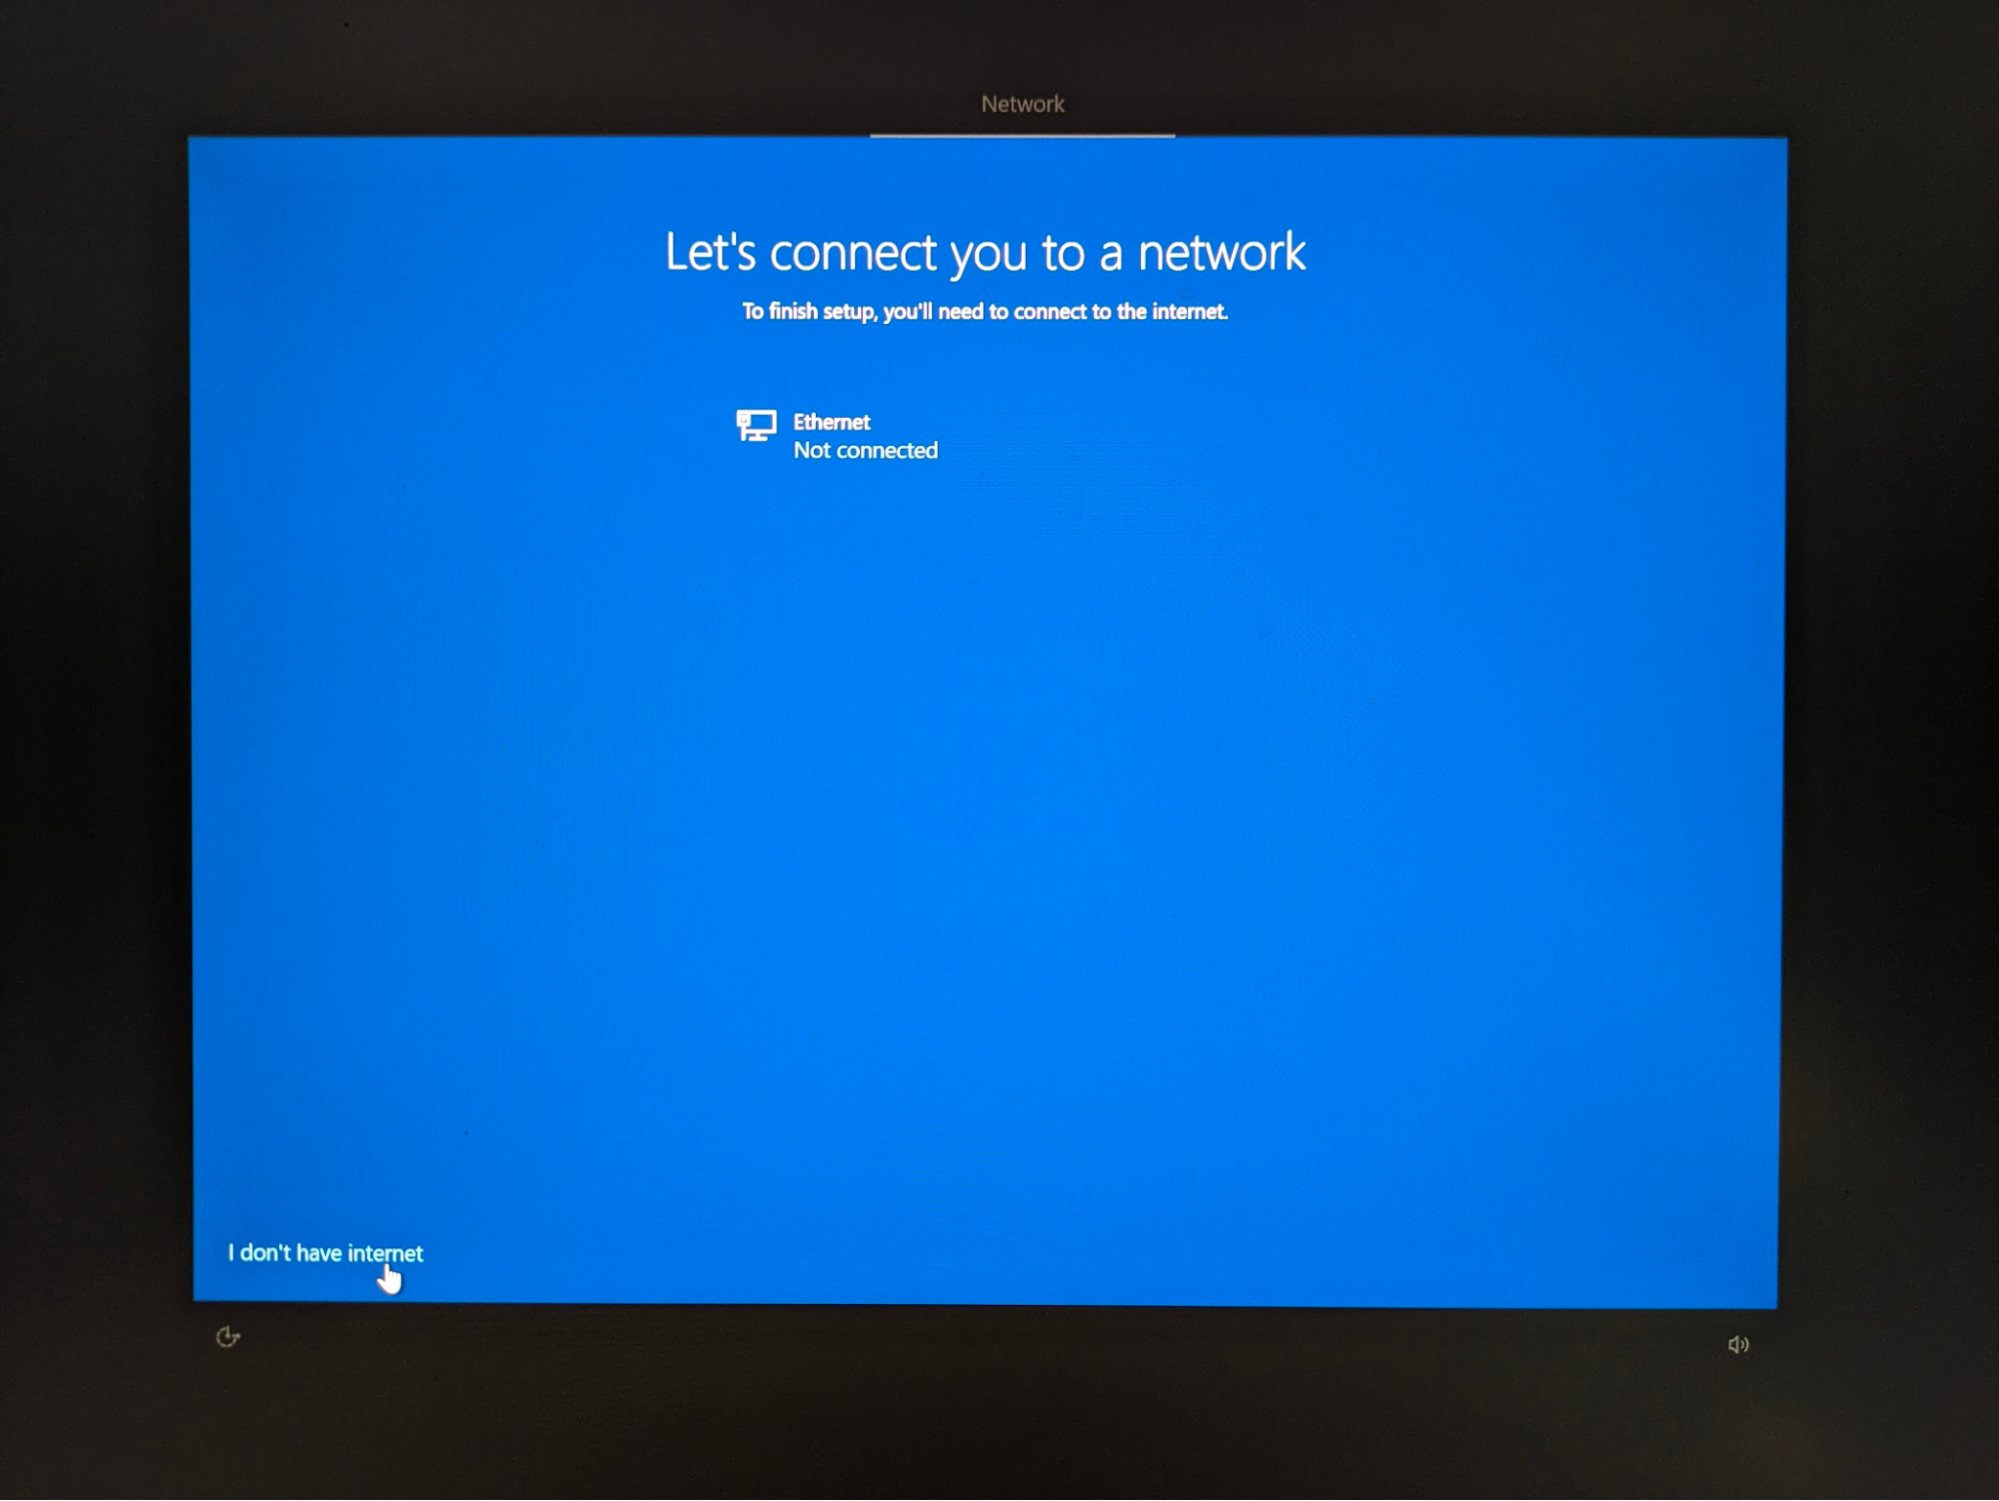 Network
Let's connect you to a network
To finish setup, you'll need to connect to the internet.
Ethernet
Not connected
I don't have internet